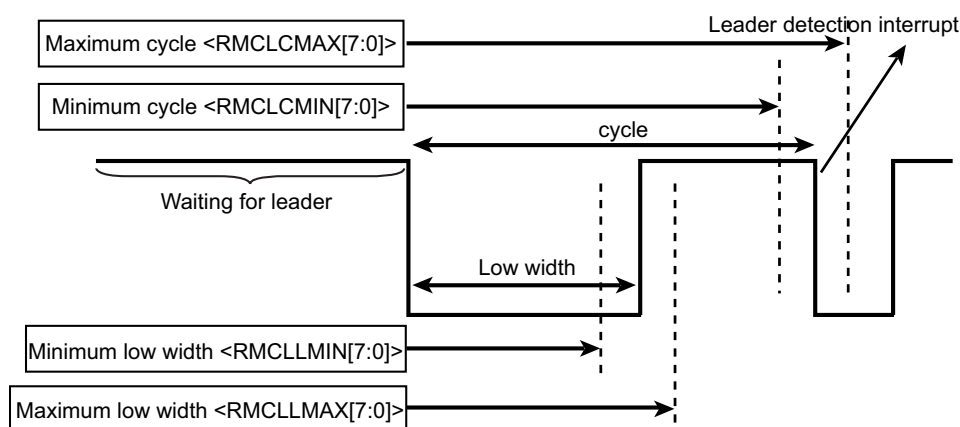 Leader detection interrupt
Maximum cycle <RMCLCMAX[7:0]>
Minimum cycle <RMCLCMIN[7:0]>
cycle
Waiting for leader
Low width
Minimum low width <RMCLLMIN[7:0]>
Maximum low width <RMCLLMAX[7:0]>